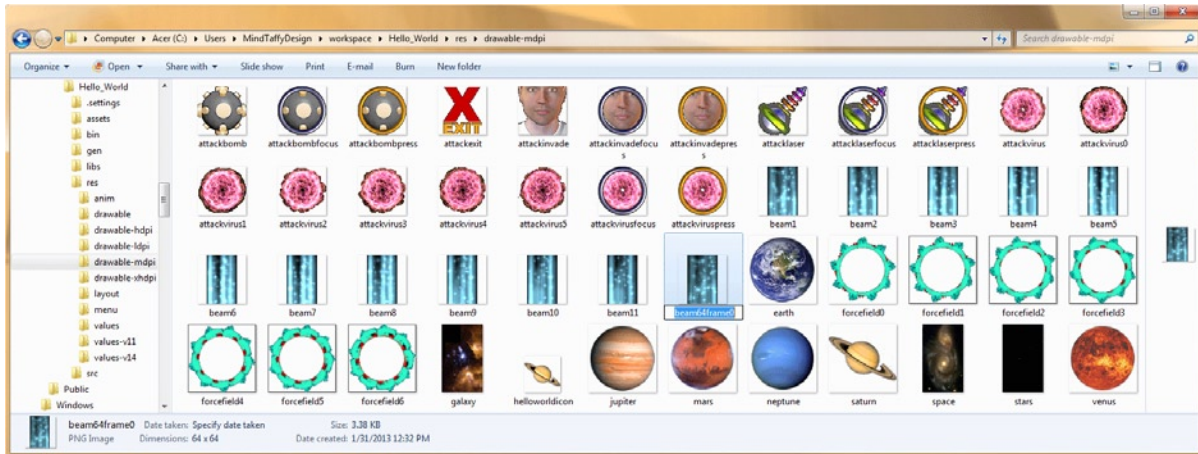 Computer ▸ Acer (C:) ▸ Users ▸ MindTaffyDesign ▸ workspace ▸ Hello_World ▸ res ▸ drawable-mdpi
Search drawable-mdpi
Organize Open Share with Slide show Print E-mail Burn New folder
Hello_World
.settings
assets
bin
gen
libs
res
anim
drawable
drawable-hdpi
drawable-ldpi
drawable-mdpi
drawable-xhdpi
layout
menu
values
values-v11
values-v14
src
Public
Windows
EXIT
attackbomb attackbombfocus attackbombpress attackexit attackinvade attackinvadefocu attackinvadepres attacklaser attacklaserfocus attacklaserpress attackvirus attackvirus0
s s
attackvirus1 attackvirus2 attackvirus3 attackvirus4 attackvirus5 attackvirusfocus attackviruspress beam1 beam2 beam3 beam4 beam5
beam6 beam7 beam8 beam9 beam10 beam11 beam64frame0 earth forcefield0 forcefield1 forcefield2 forcefield3
forcefield4 forcefield5 forcefield6 galaxy helloworldicon jupiter mars neptune saturn space stars venus
beam64frame0 Date taken: Specify date taken Size: 3.38 KB
PNG Image Dimensions: 64 x 64 Date created: 1/31/2013 12:32 PM